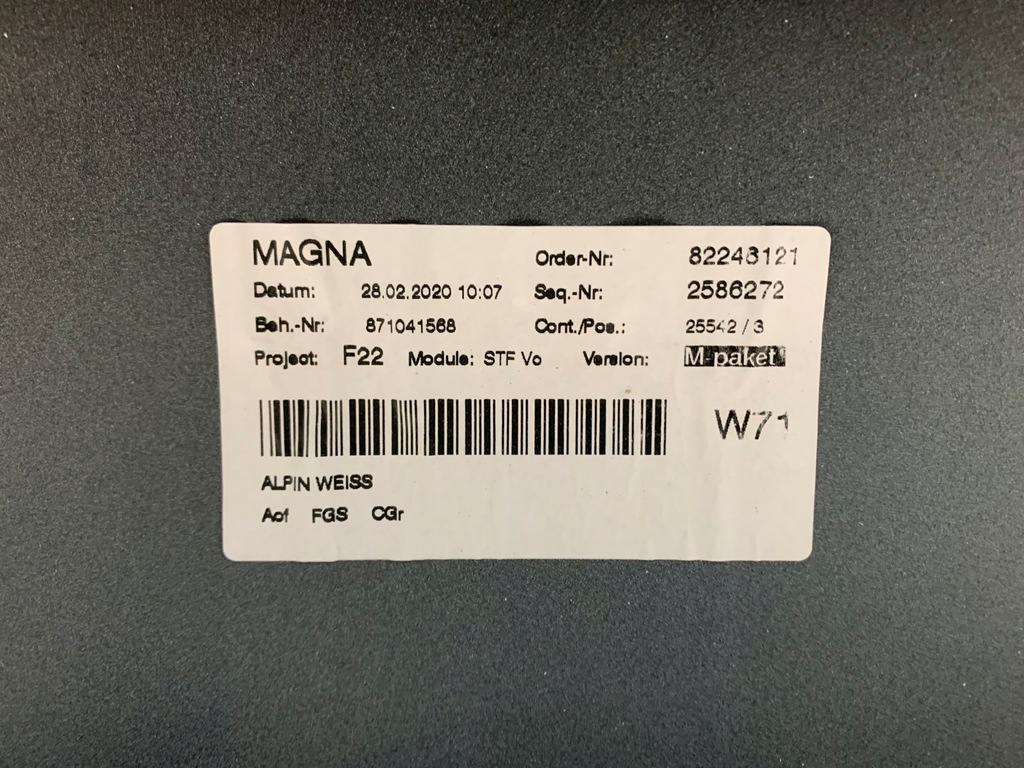 MAGNA Order-Nr: 82248121
Datum: 28.02.2020 10:07 Seq.-Nr: 2586272
Beh.-Nr: 871041568 Cont./Pos.: 25542 / 3
Project: F22 Module: STF Vo Version: M-paket
W71
ALPIN WEISS
Aof FGS CGr